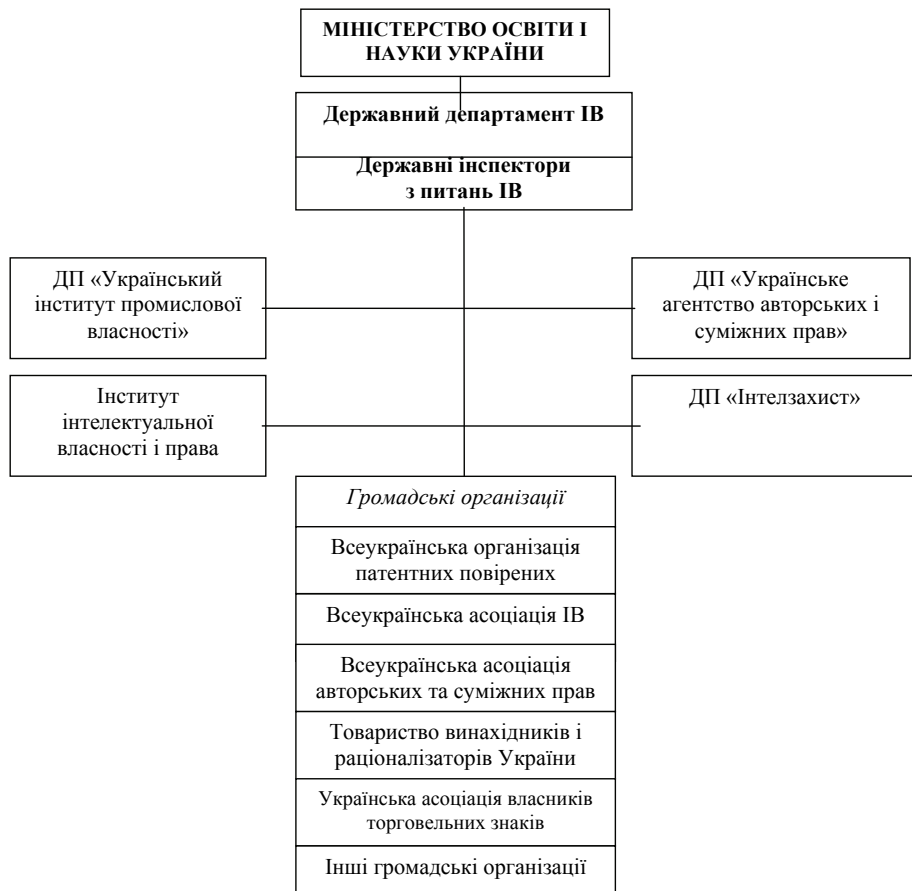 МІНІСТЕРСТВО ОСВІТИ І
НАУКИ УКРАЇНИ
Державний департамент ІВ
Державні інспектори
з питань ІВ
ДП «Український
інститут промислової
власності»
ДП «Українське
агентство авторських і
суміжних прав»
Інститут
інтелектуальної
власності і права
ДП «Інтелзахист»
Громадські організації
Всеукраїнська організація
патентних повірених
Всеукраїнська асоціація ІВ
Всеукраїнська асоціація
авторських та суміжних прав
Товариство винахідників і
раціоналізаторів України
Українська асоціація власників
торговельних знаків
Інші громадські організації